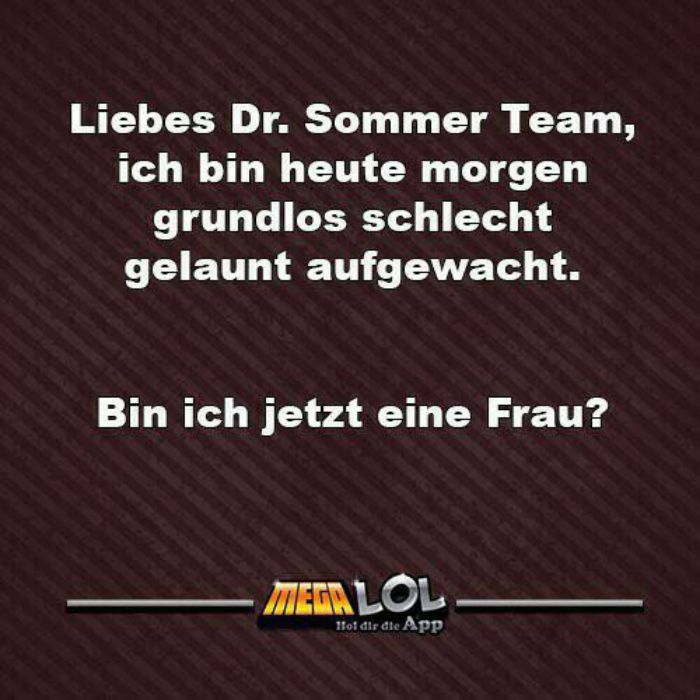 Liebes Dr. Sommer Team,
ich bin heute morgen
grundlos schlecht
gelaunt aufgewacht.
Bin ich jetzt eine Frau?
MEGA LOL
Hol dir die App